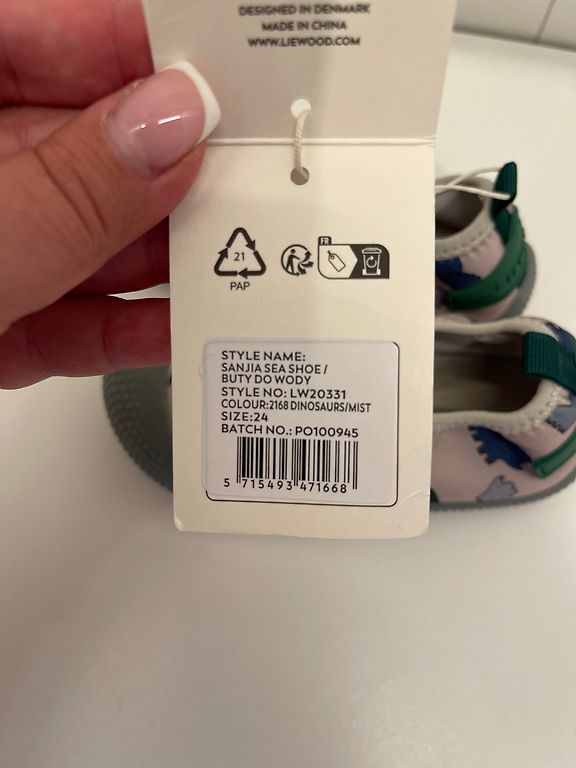 DESIGNED IN DENMARK
MADE IN CHINA
WWW.LIEWOOD.COM
FR
21
PAP
STYLE NAME:
SANJIA SEA SHOE /
BUTY DO WODY
STYLE NO: LW20331
COLOUR:2168 DINOSAURS/MIST
SIZE:24
BATCH NO.: PO100945
5 715493 471668